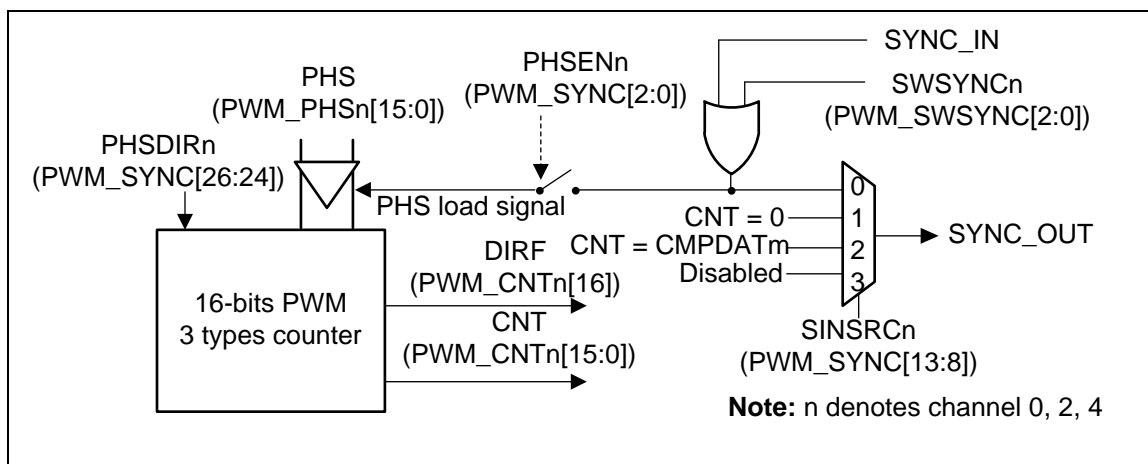 SYNC_IN
SWSYNCn
(PWM_SWSYNC[2:0])
PHSENn
(PWM_SYNC[2:0])
PHS
(PWM_PHSn[15:0])
PHSDIRn
(PWM_SYNC[26:24])
PHS load signal
0
CNT = 0
1
CNT = CMPDATm
2
Disabled
3
SYNC_OUT
SINSRCn
(PWM_SYNC[13:8])
16-bits PWM
3 types counter
DIRF
(PWM_CNTn[16])
CNT
(PWM_CNTn[15:0])
Note: n denotes channel 0, 2, 4